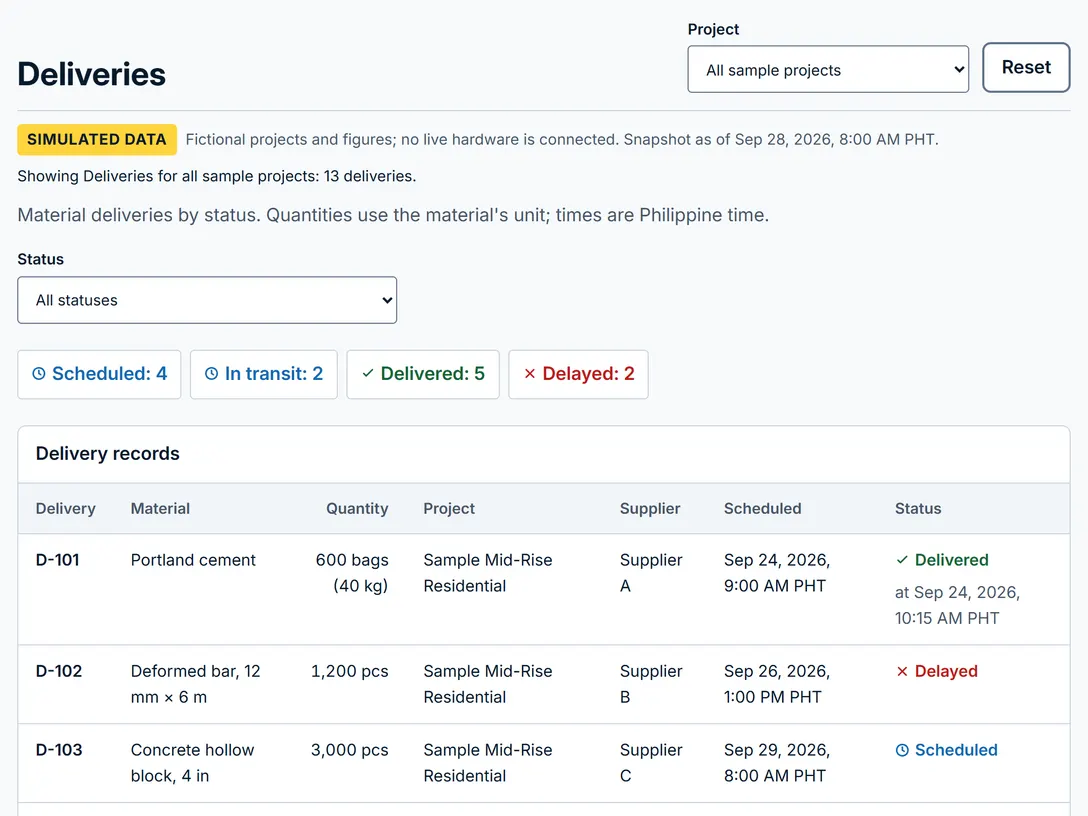 Project
Deliveries
All sample projects
Reset
SIMULATED DATA Fictional projects and figures; no live hardware is connected. Snapshot as of Sep 28, 2026, 8:00 AM PHT.
Showing Deliveries for all sample projects: 13 deliveries.
Material deliveries by status. Quantities use the material's unit; times are Philippine time.
Status
All statuses
Scheduled: 4 In transit: 2 Delivered: 5 Delayed: 2
Delivery records
Delivery Material Quantity Project Supplier Scheduled Status
D-101 Portland cement 600 bags Sample Mid-Rise Supplier Sep 24, 2026, Delivered
(40 kg) Residential A 9:00 AM PHT at Sep 24, 2026,
10:15 AM PHT
D-102 Deformed bar, 12 1,200 pcs Sample Mid-Rise Supplier Sep 26, 2026, Delayed
mm × 6 m Residential B 1:00 PM PHT
D-103 Concrete hollow 3,000 pcs Sample Mid-Rise Supplier Sep 29, 2026, Scheduled
block, 4 in Residential C 8:00 AM PHT